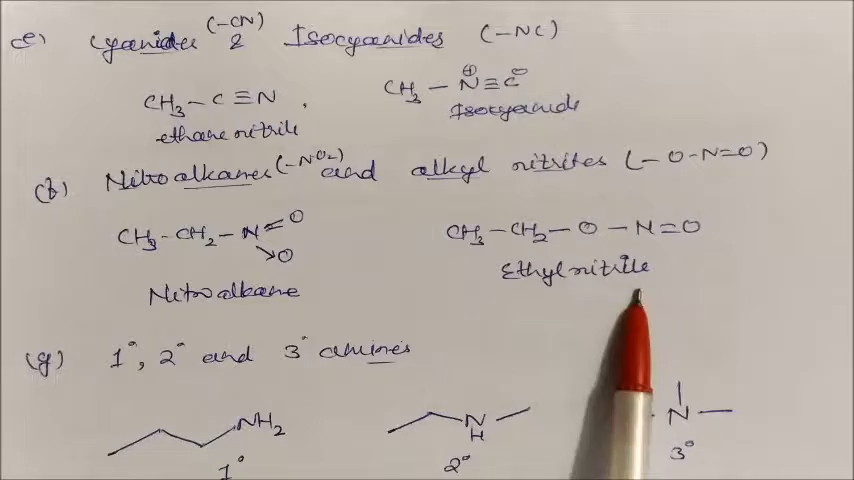 (e) Cyanides (-CN) & Isocyanides (-NC)
CH3-C≡N , CH3-N⊕≡C⊖
ethane nitrile Isocyanide
(f) Nitroalkanes (-NO2) and alkyl nitrites (-O-N=O)
CH3-CH2-N=O CH3-CH2-O-N=O
↘O
Nitroalkane Ethyl nitrite
(g) 1°, 2° and 3° amines
NH2 N N
H
1° 2° 3°